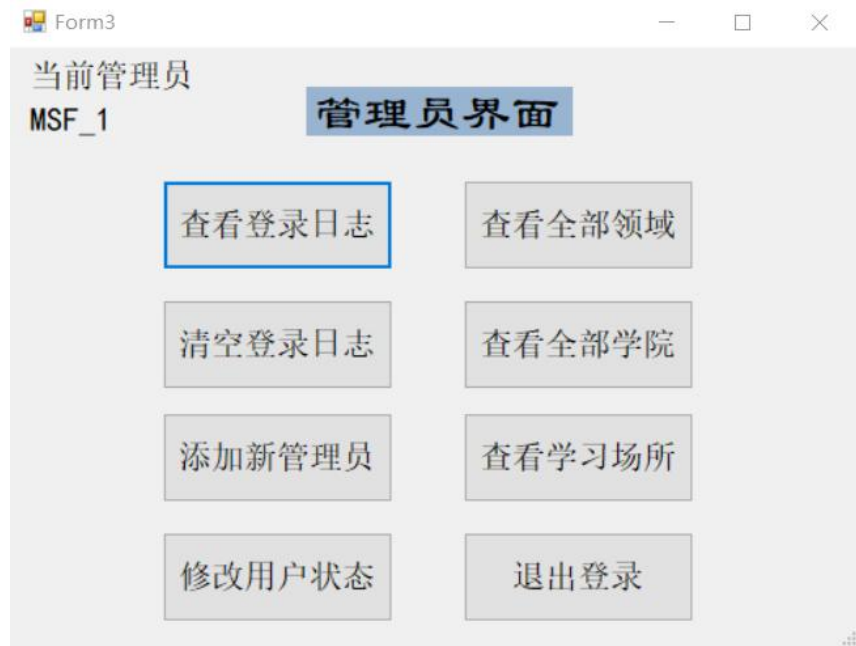 Form3
当前管理员
MSF_1
管理员界面
查看登录日志
查看全部领域
清空登录日志
查看全部学院
添加新管理员
查看学习场所
修改用户状态
退出登录